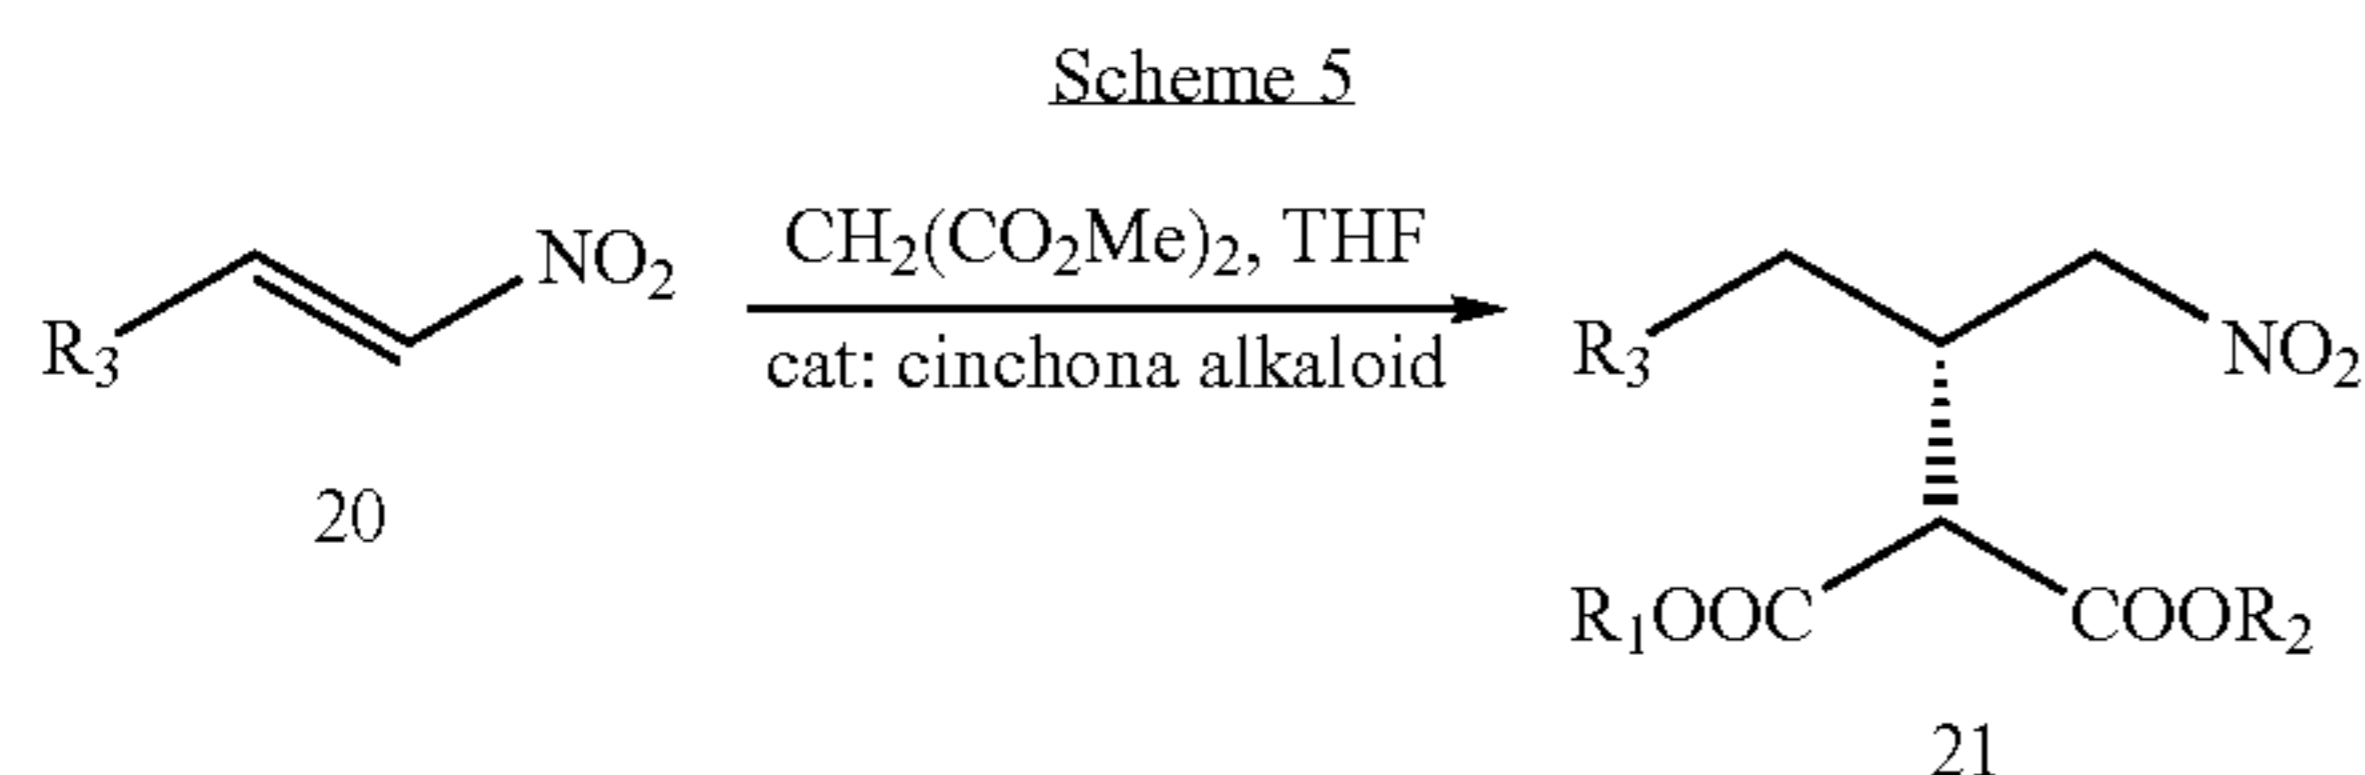 Scheme 5
CH₂(CO₂Me)₂, THF
cat: cinchona alkaloid
R₃
NO₂
20
R₃
NO₂
R₁OOC
COOR₂
21